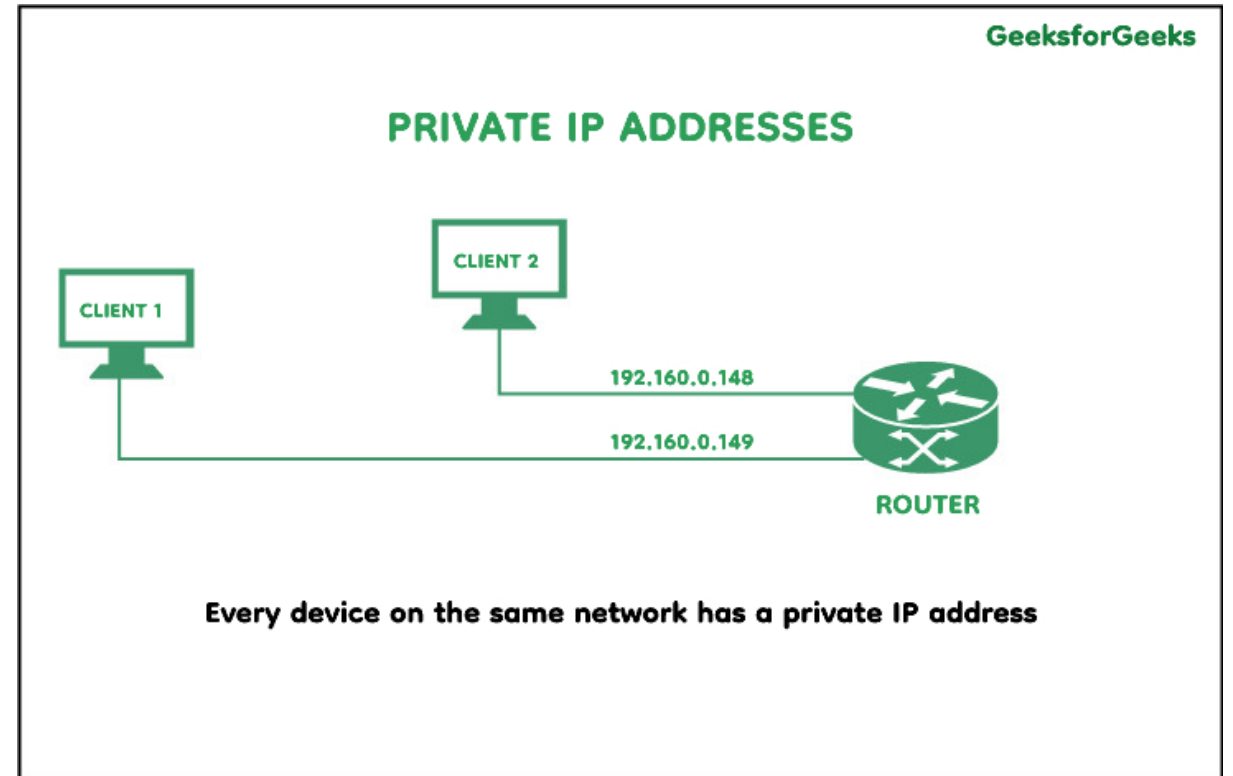 GeeksforGeeks
PRIVATE IP ADDRESSES
CLIENT 2
CLIENT 1
192.160.0.148
192.160.0.149
ROUTER
Every device on the same network has a private IP address